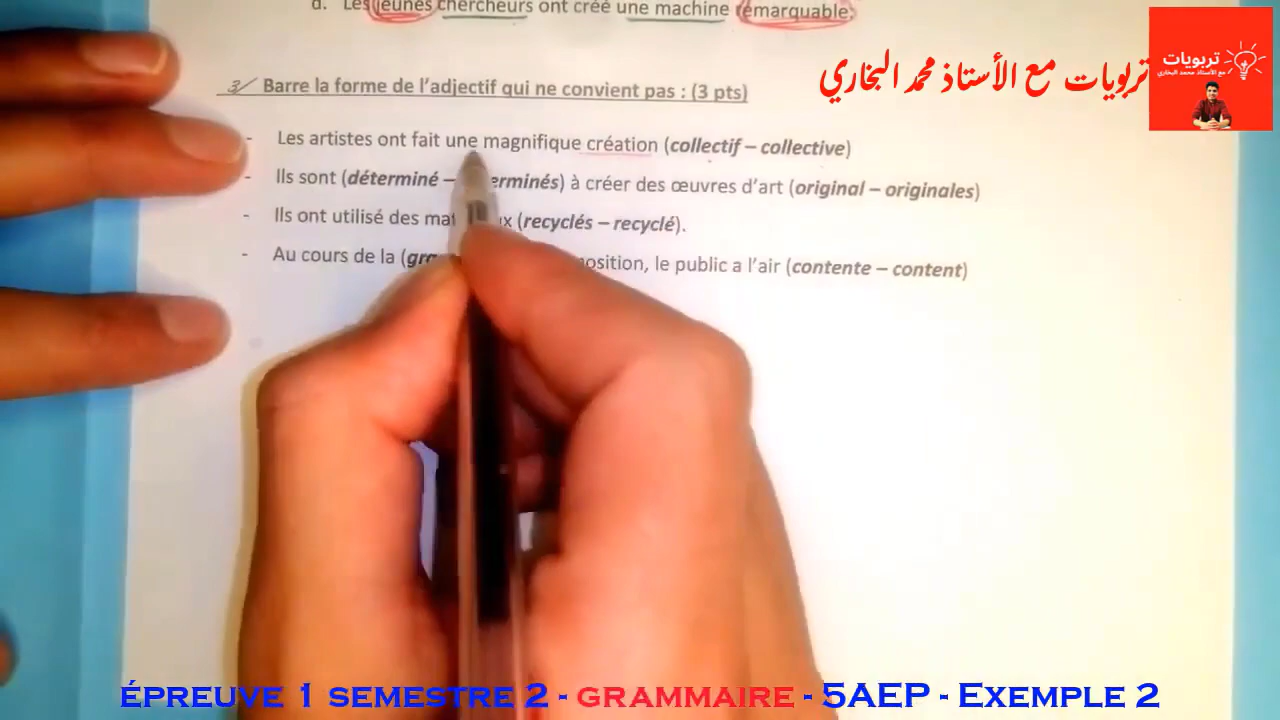 d. Les jeunes chercheurs ont créé une machine remarquable.
تربويات مع الأستاذ محمد البخاري
تربويات
مع الأستاذ محمد البخاري
3/ Barre la forme de l'adjectif qui ne convient pas : (3 pts)
- Les artistes ont fait une magnifique création (collectif – collective)
- Ils sont (déterminé – erminés) à créer des œuvres d'art (original – originales)
- Ils ont utilisé des mat x (recyclés – recyclé).
- Au cours de la (gra osition, le public a l'air (contente – content)
épreuve 1 semestre 2 - grammaire - 5AEP - Exemple 2